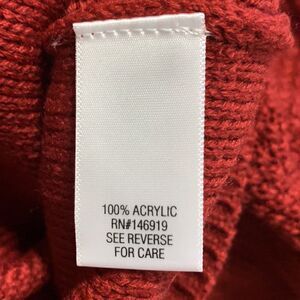 100% ACRYLIC
RN#146919
SEE REVERSE
FOR CARE